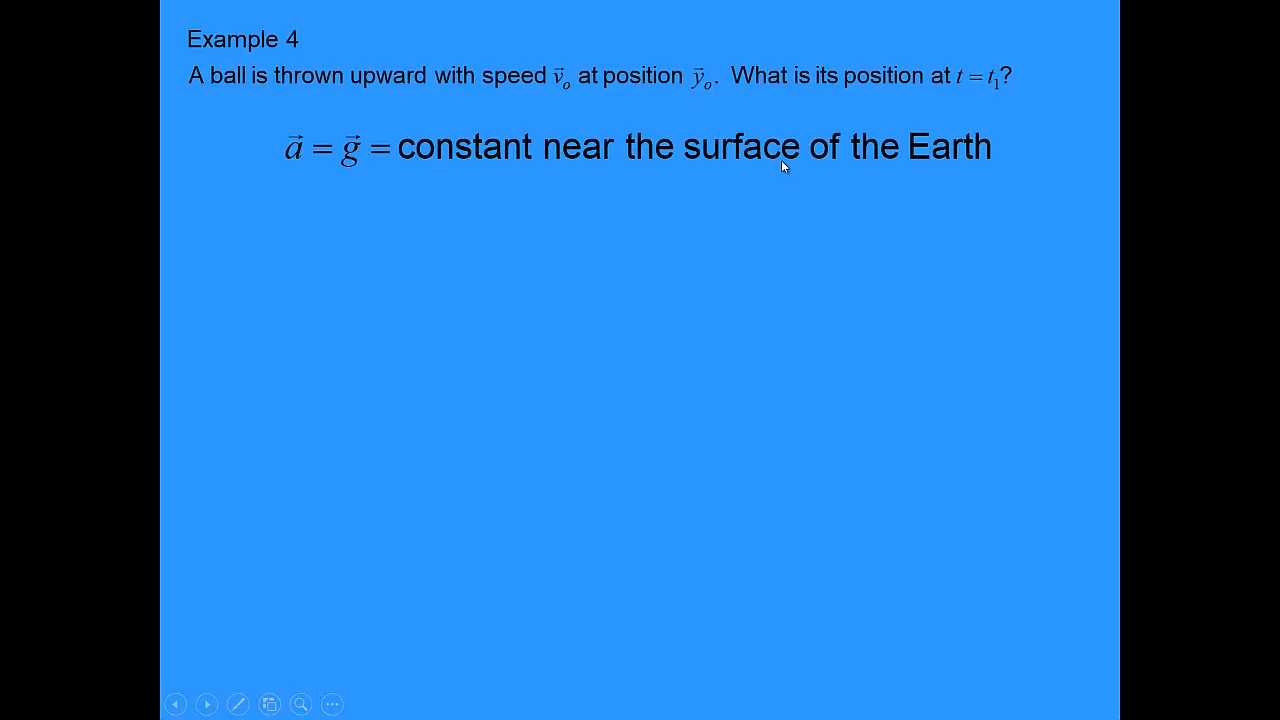 Example 4
A ball is thrown upward with speed v⃗ₒ at position y⃗ₒ. What is its position at t = t₁?
a⃗ = g⃗ = constant near the surface of the Earth